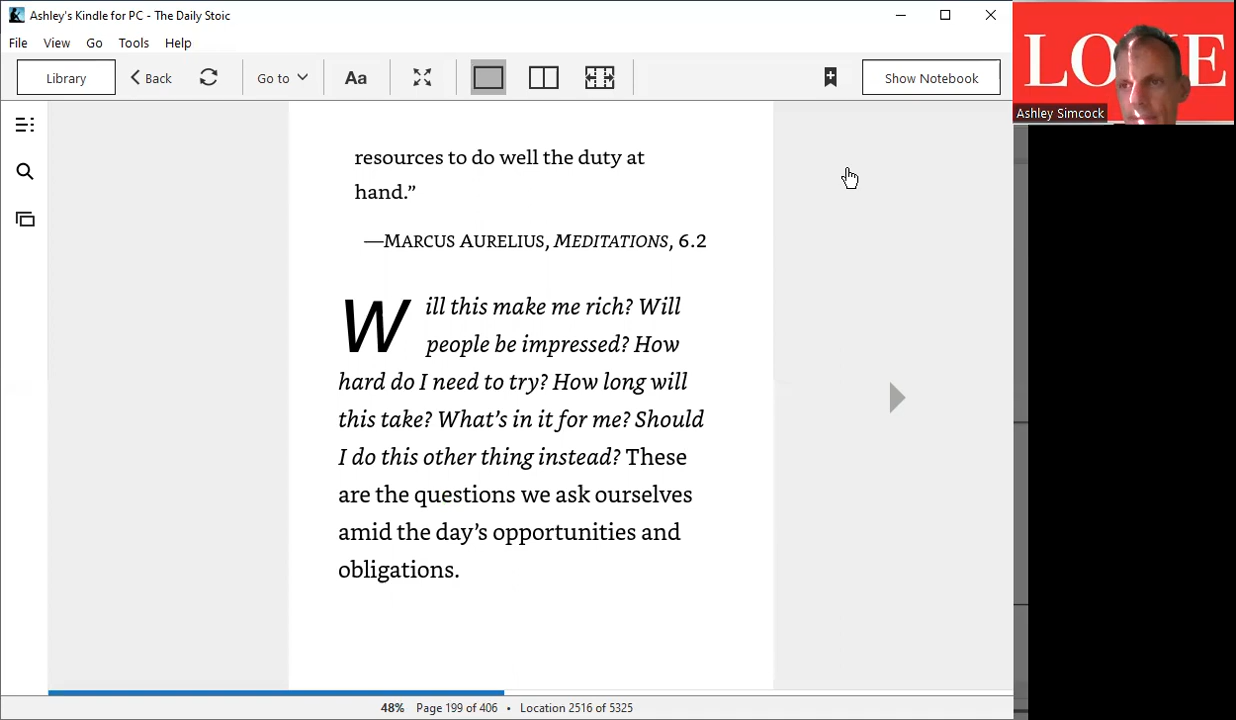 Ashley's Kindle for PC - The Daily Stoic
File View Go Tools Help
Library Back Go to Aa Show Notebook
LOVE
Ashley Simcock
resources to do well the duty at
hand.”
—MARCUS AURELIUS, MEDITATIONS, 6.2
Will this make me rich? Will
people be impressed? How
hard do I need to try? How long will
this take? What’s in it for me? Should
I do this other thing instead? These
are the questions we ask ourselves
amid the day’s opportunities and
obligations.
48% Page 199 of 406 • Location 2516 of 5325